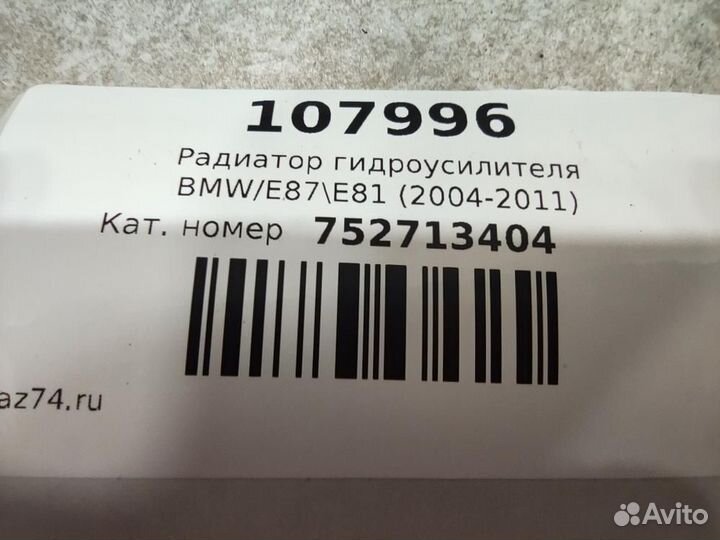 107996
Радиатор гидроусилителя
BMW/E87\E81 (2004-2011)
Кат. номер 752713404
az74.ru
Avito